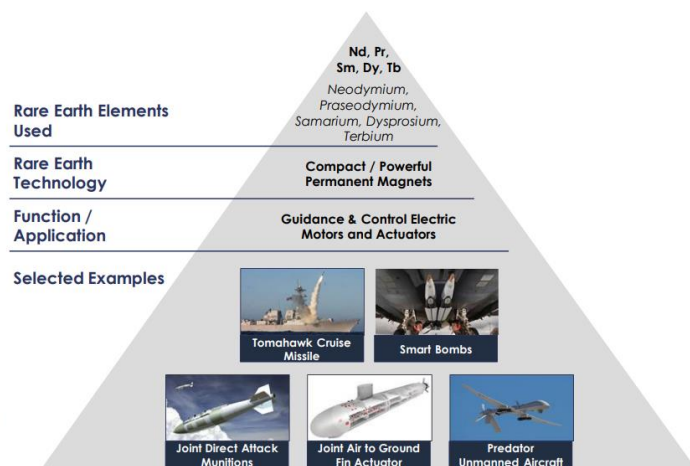 Nd, Pr,
Sm, Dy, Tb
Neodymium,
Praseodymium,
Samarium, Dysprosium,
Terbium
Rare Earth Elements
Used
Rare Earth
Technology
Compact / Powerful
Permanent Magnets
Function /
Application
Guidance & Control Electric
Motors and Actuators
Selected Examples
Tomahawk Cruise
Missile
Smart Bombs
Joint Direct Attack
Munitions
Joint Air to Ground
Fin Actuator
Predator
Unmanned Aircraft